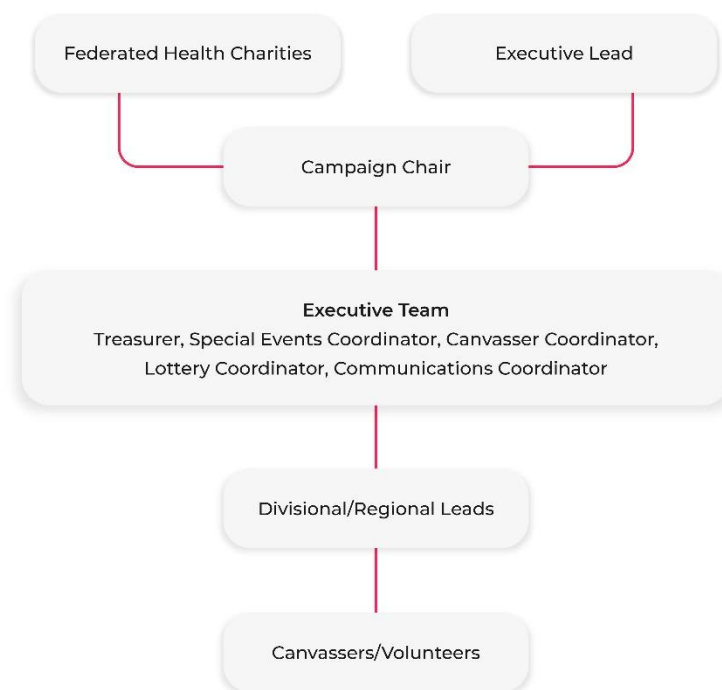 Federated Health Charities
Executive Lead
Campaign Chair
Executive Team
Treasurer, Special Events Coordinator, Canvasser Coordinator,
Lottery Coordinator, Communications Coordinator
Divisional/Regional Leads
Canvassers/Volunteers